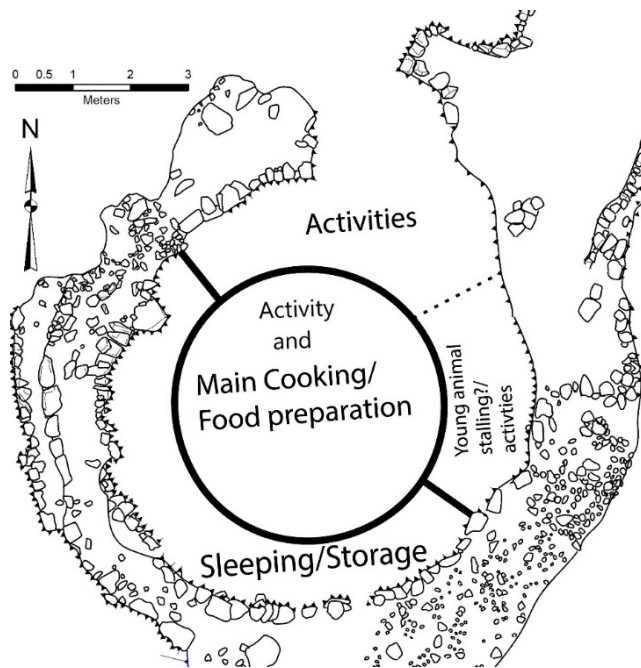 0 0.5 1 2 3
Meters
N
Activities
Activity
and
Main Cooking/
Food preparation
Young animal
stalling?/
activties
Sleeping/Storage